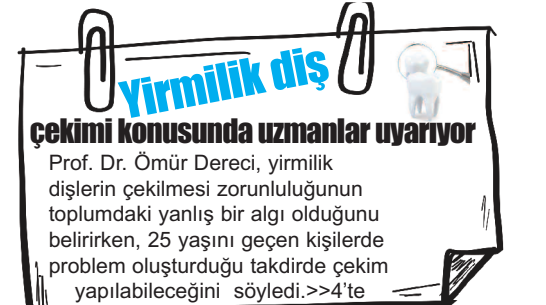 Yirmilik diş
çekimi konusunda uzmanlar uyarıyor
Prof. Dr. Ömür Dereci, yirmilik
dişlerin çekilmesi zorunluluğunun
toplumdaki yanlış bir algı olduğunu
belirirken, 25 yaşını geçen kişilerde
problem oluşturduğu takdirde çekim
yapılabileceğini söyledi.>>4’te